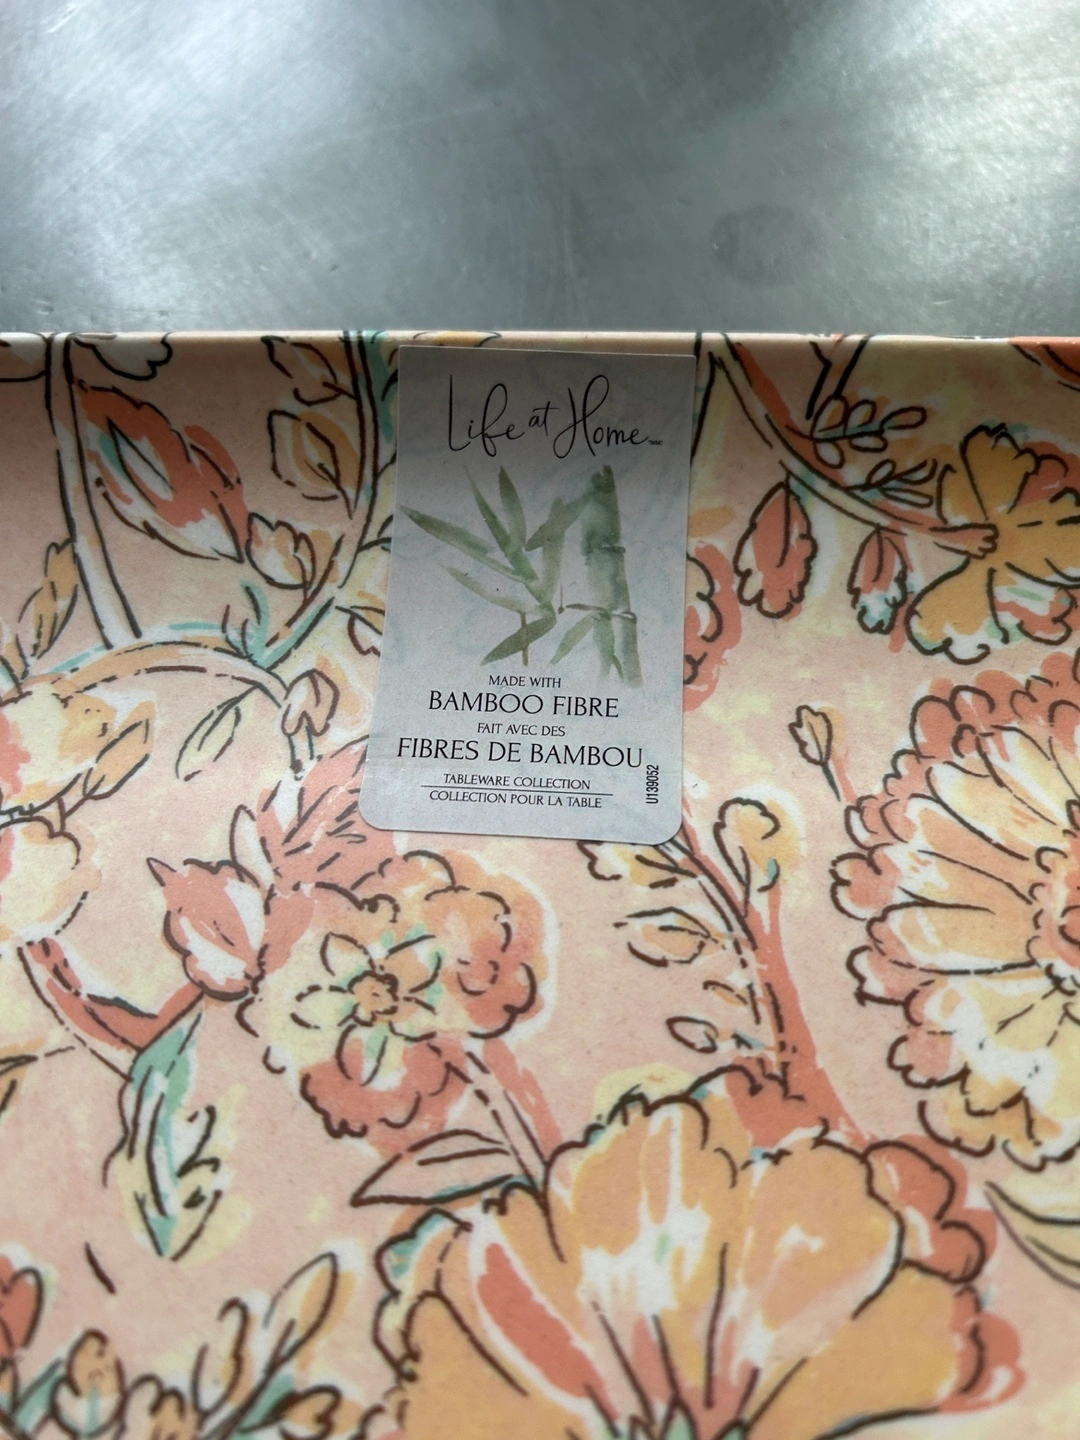 Life at Home
MADE WITH
BAMBOO FIBRE
FAIT AVEC DES
FIBRES DE BAMBOU
TABLEWARE COLLECTION
COLLECTION POUR LA TABLE
U139052